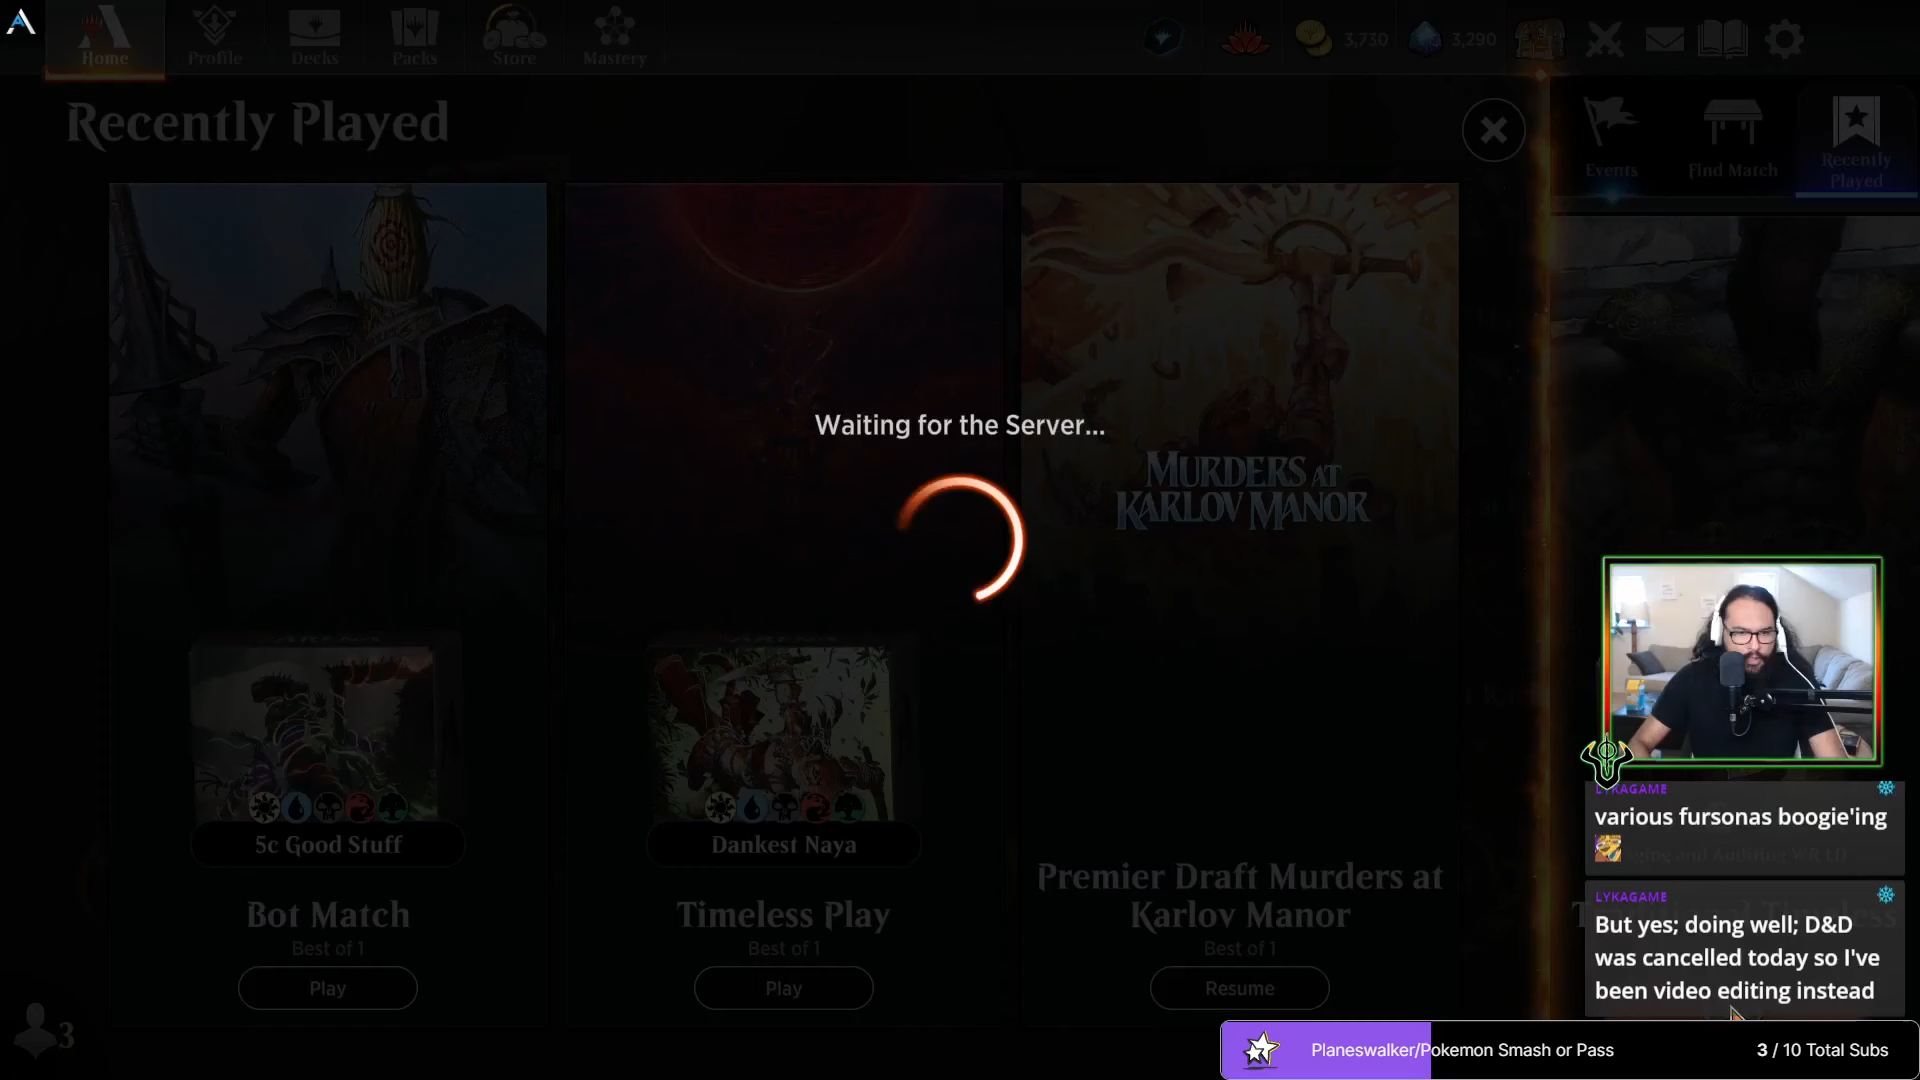 Home
Profile
Decks
Packs
Store
Mastery
3,730
3,290
Recently Played
Events
Find Match
Recently
Played
Waiting for the Server...
MURDERS AT
KARLOV MANOR
5c Good Stuff
Dankest Naya
Bot Match
Best of 1
Play
Timeless Play
Best of 1
Play
Premier Draft Murders at
Karlov Manor
Best of 1
Resume
3
LYKAGAME
various fursonas boogie'ing
LYKAGAME
But yes; doing well; D&D
was cancelled today so I've
been video editing instead
Planeswalker/Pokemon Smash or Pass
3 / 10 Total Subs